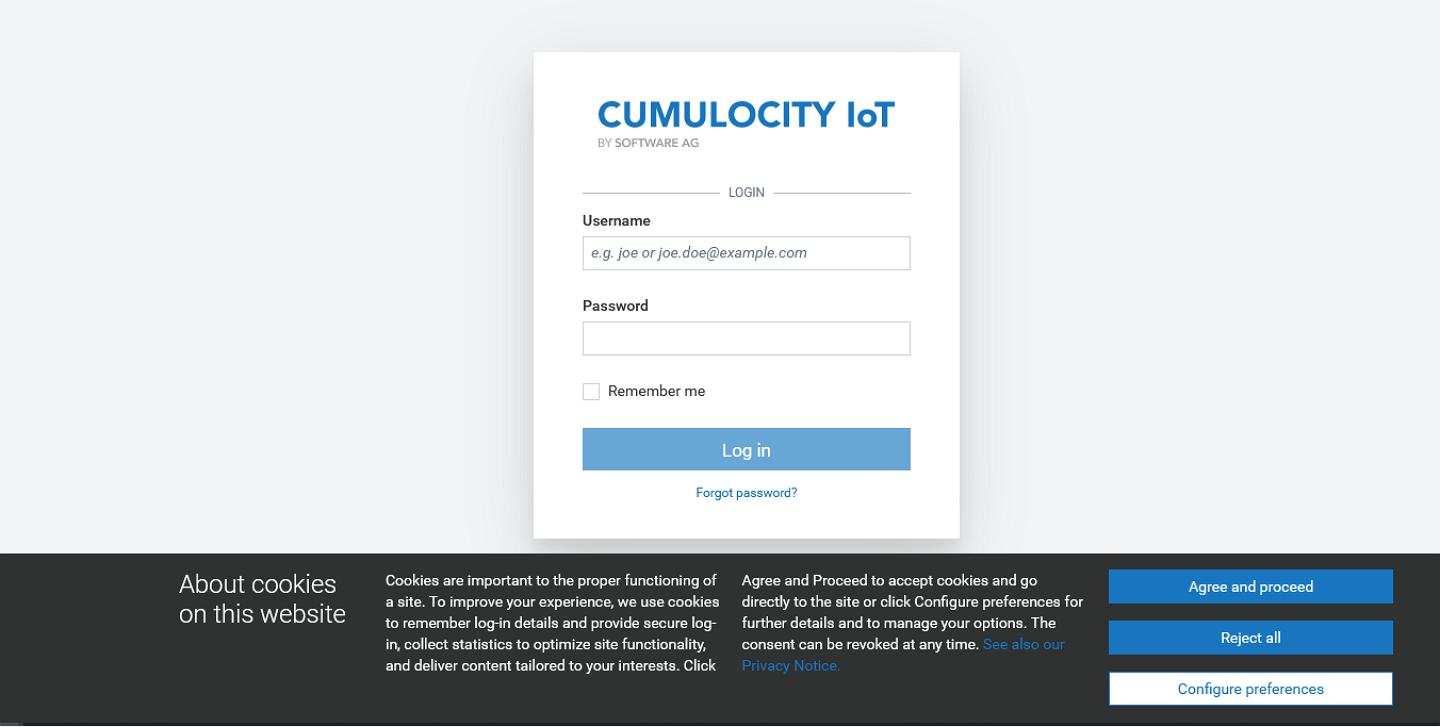 CUMULOCITY IoT
BY SOFTWARE AG
LOGIN
Username
e.g. joe or joe.doe@example.com
Password
Remember me
Log in
Forgot password?
About cookies
on this website
Cookies are important to the proper functioning of
a site. To improve your experience, we use cookies
to remember log-in details and provide secure log-
in, collect statistics to optimize site functionality,
and deliver content tailored to your interests. Click
Agree and Proceed to accept cookies and go
directly to the site or click Configure preferences for
further details and to manage your options. The
consent can be revoked at any time. See also our
Privacy Notice.
Agree and proceed
Reject all
Configure preferences